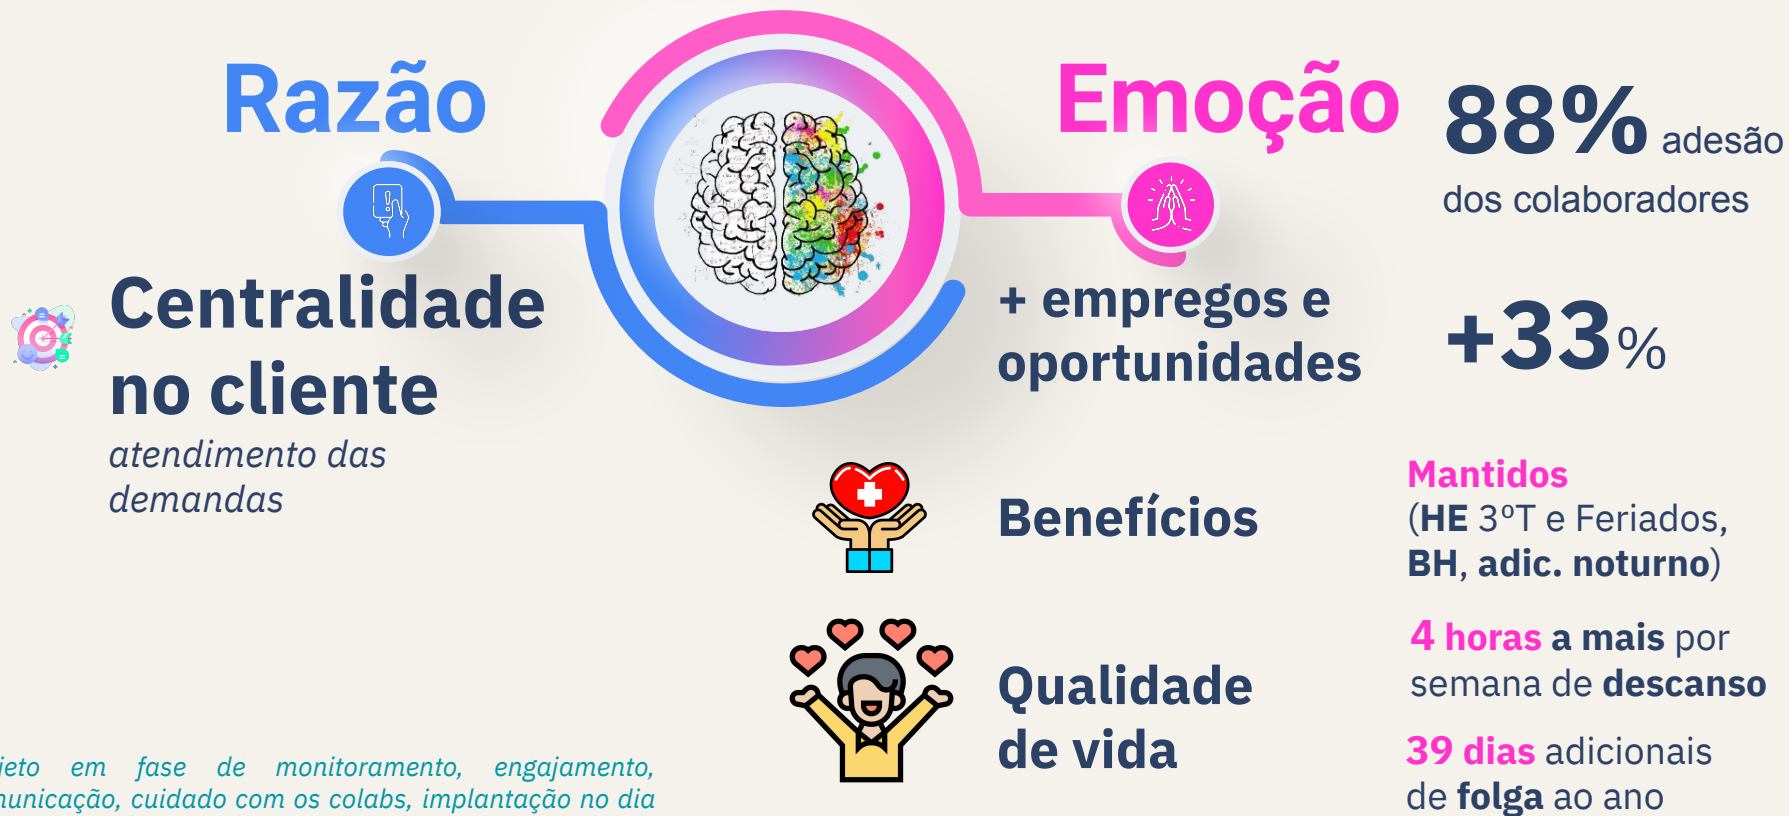 Razão
Centralidade
no cliente
atendimento das
demandas
Emoção
88% adesão
dos colaboradores
+ empregos e
oportunidades
+33%
Benefícios
Mantidos
(HE 3ºT e Feriados,
BH, adic. noturno)
Qualidade
de vida
4 horas a mais por
semana de descanso
39 dias adicionais
de folga ao ano
em fase de monitoramento, engajamento,
cuidado com os colabs, implantação no dia